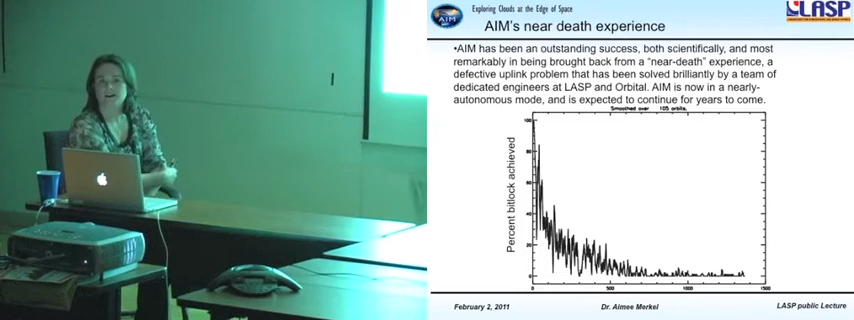 AIM
Exploring Clouds at the Edge of Space
LASP
AIM's near death experience
•AIM has been an outstanding success, both scientifically, and most
remarkably in being brought back from a "near-death" experience, a
defective uplink problem that has been solved brilliantly by a team of
dedicated engineers at LASP and Orbital. AIM is now in a nearly-
autonomous mode, and is expected to continue for years to come.
Smoothed over 105 orbits.
Percent bitlock achieved
100
80
60
40
20
0
0 500 1000 1500
February 2, 2011 Dr. Aimee Merkel LASP public Lecture